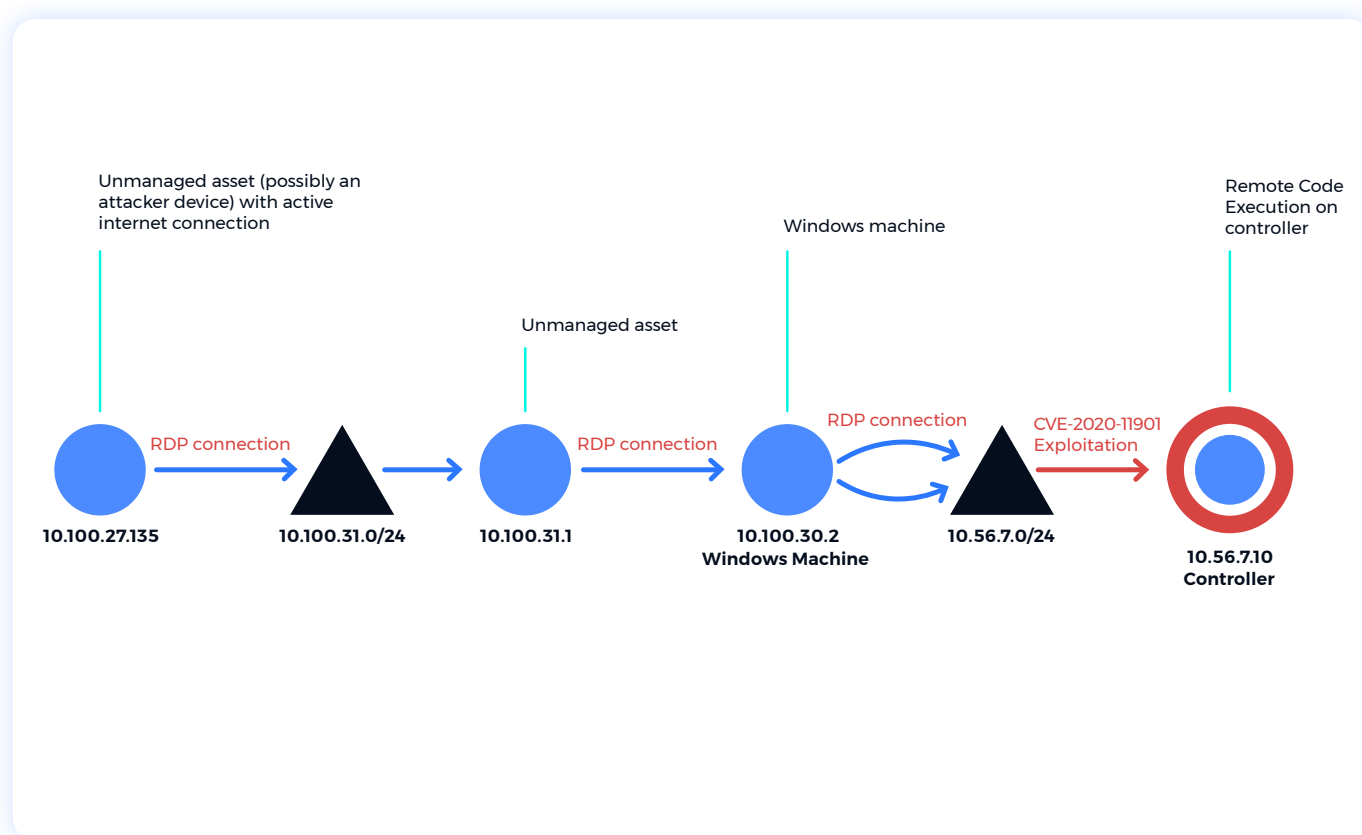 Unmanaged asset (possibly an
attacker device) with active
internet connection
Unmanaged asset
Windows machine
Remote Code
Execution on
controller
RDP connection
RDP connection
RDP connection
CVE-2020-11901
Exploitation
10.100.27.135
10.100.31.0/24
10.100.31.1
10.100.30.2
Windows Machine
10.56.7.0/24
10.56.7.10
Controller